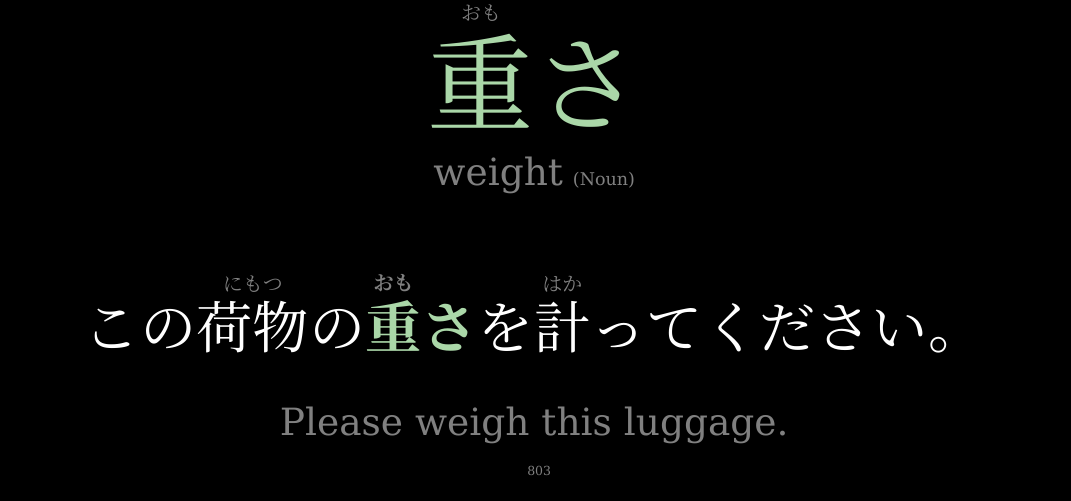 おも
重さ
weight (Noun)
にもつ おも はか
この荷物の重さを計ってください。
Please weigh this luggage.
803